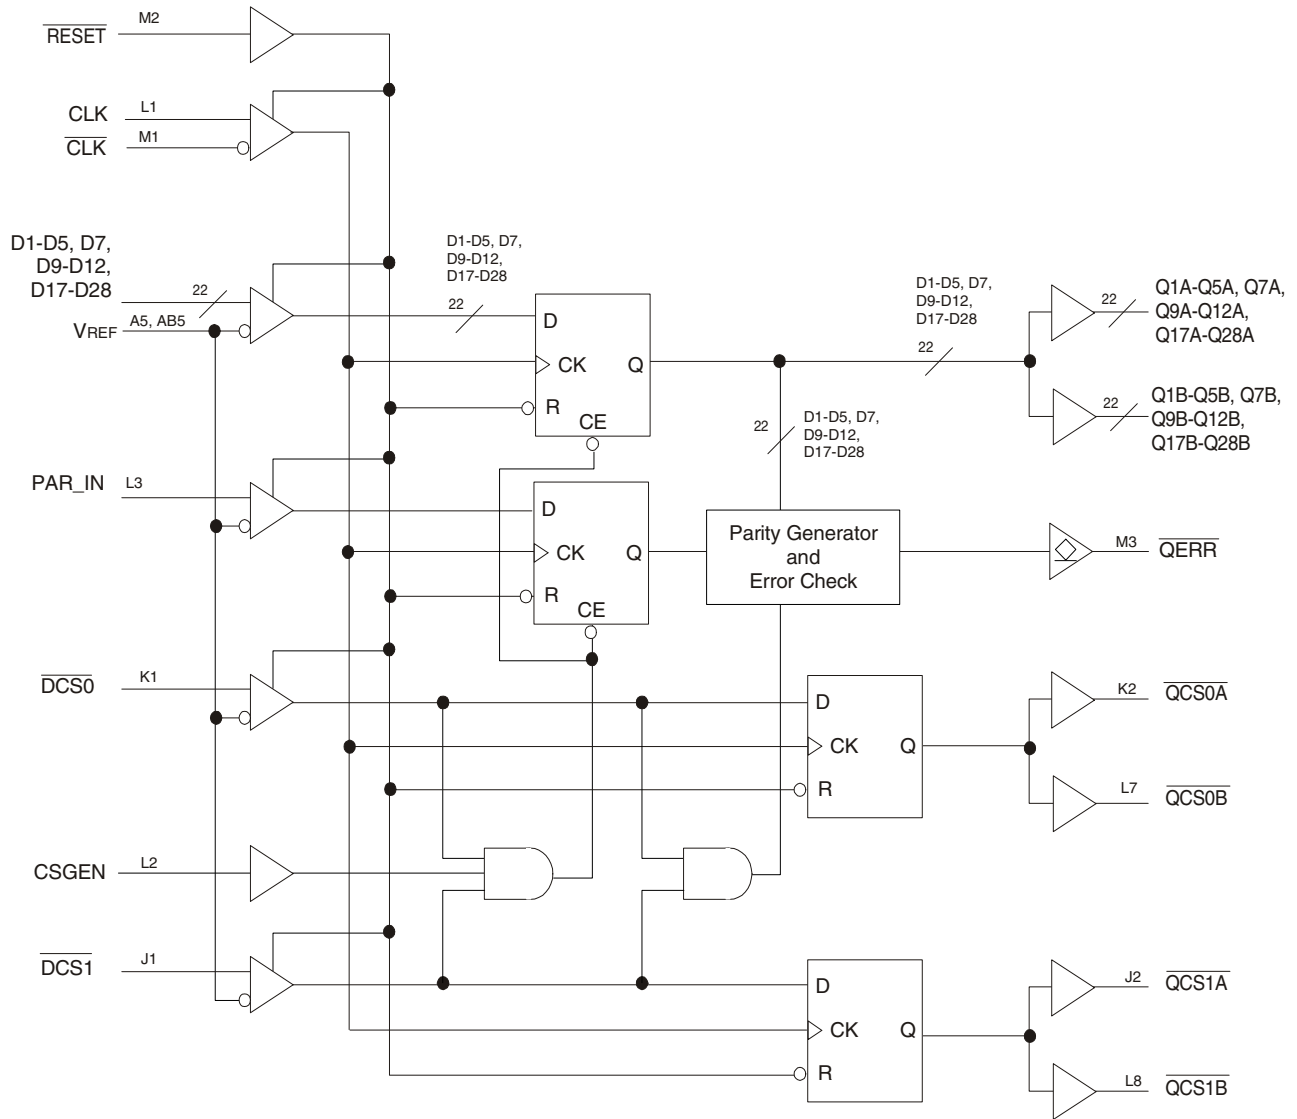 RESET
M2
CLK
L1
CLK
M1
D1-D5, D7,
D9-D12,
D17-D28
22
VREF
A5, AB5
D1-D5, D7,
D9-D12,
D17-D28
22
D
CK
Q
R
CE
D1-D5, D7,
D9-D12,
D17-D28
22
22
Q1A-Q5A, Q7A,
Q9A-Q12A,
Q17A-Q28A
22
Q1B-Q5B, Q7B,
Q9B-Q12B,
Q17B-Q28B
22
D1-D5, D7,
D9-D12,
D17-D28
PAR_IN
L3
D
CK
Q
R
CE
Parity Generator
and
Error Check
M3
QERR
DCS0
K1
D
CK
Q
R
K2
QCS0A
L7
QCS0B
CSGEN
L2
DCS1
J1
D
CK
Q
R
J2
QCS1A
L8
QCS1B